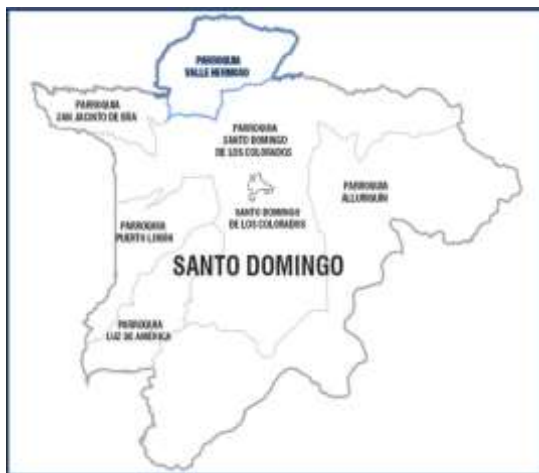 PARROQUIA
VALLE HERMOSO
PARROQUIA
SAN JACINTO DE BÚA
PARROQUIA
SANTO DOMINGO
DE LOS COLORADOS
PARROQUIA
ALLURIQUÍN
SANTO DOMINGO
DE LOS COLORADOS
PARROQUIA
PUERTO LIMÓN
SANTO DOMINGO
PARROQUIA
LUZ DE AMÉRICA